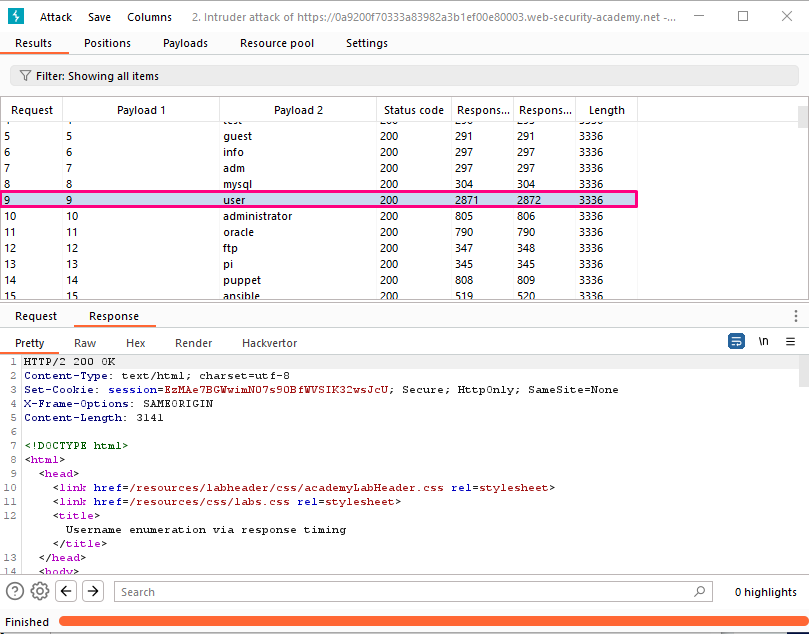 Attack Save Columns 2. Intruder attack of https://0a9200f70333a83982a3b1ef00e80003.web-security-academy.net -...
Results Positions Payloads Resource pool Settings
Filter: Showing all items
Request Payload 1 Payload 2 Status code Respons... Respons... Length
5 5 guest 200 291 291 3336
6 6 info 200 297 297 3336
7 7 adm 200 297 297 3336
8 8 mysql 200 304 304 3336
9 9 user 200 2871 2872 3336
10 10 administrator 200 805 806 3336
11 11 oracle 200 790 790 3336
12 12 ftp 200 347 348 3336
13 13 pi 200 345 345 3336
14 14 puppet 200 808 809 3336
15 15 ansible 200 519 520 3336
Request Response
Pretty Raw Hex Render Hackvertor \n
1 HTTP/2 200 OK
2 Content-Type: text/html; charset=utf-8
3 Set-Cookie: session=EzMAe7BGWwimNO7s9OBfWVSIK32wsJcU; Secure; HttpOnly; SameSite=None
4 X-Frame-Options: SAMEORIGIN
5 Content-Length: 3141
6
7 <!DOCTYPE html>
8 <html>
9 <head>
10 <link href=/resources/labheader/css/academyLabHeader.css rel=stylesheet>
11 <link href=/resources/css/labs.css rel=stylesheet>
12 <title>
Username enumeration via response timing
</title>
13 </head>
14 <body>
Search 0 highlights
Finished